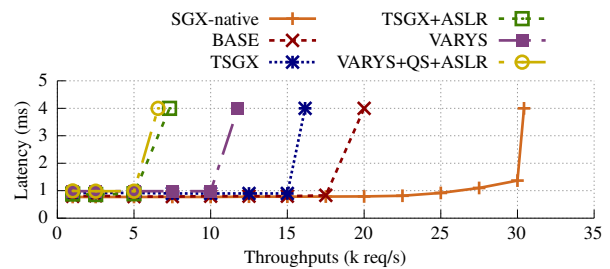 SGX-native TSGX+ASLR
BASE VARYS
TSGX VARYS+QS+ASLR
Latency (ms)
5
4
3
2
1
0
0 5 10 15 20 25 30 35
Throughputs (k req/s)